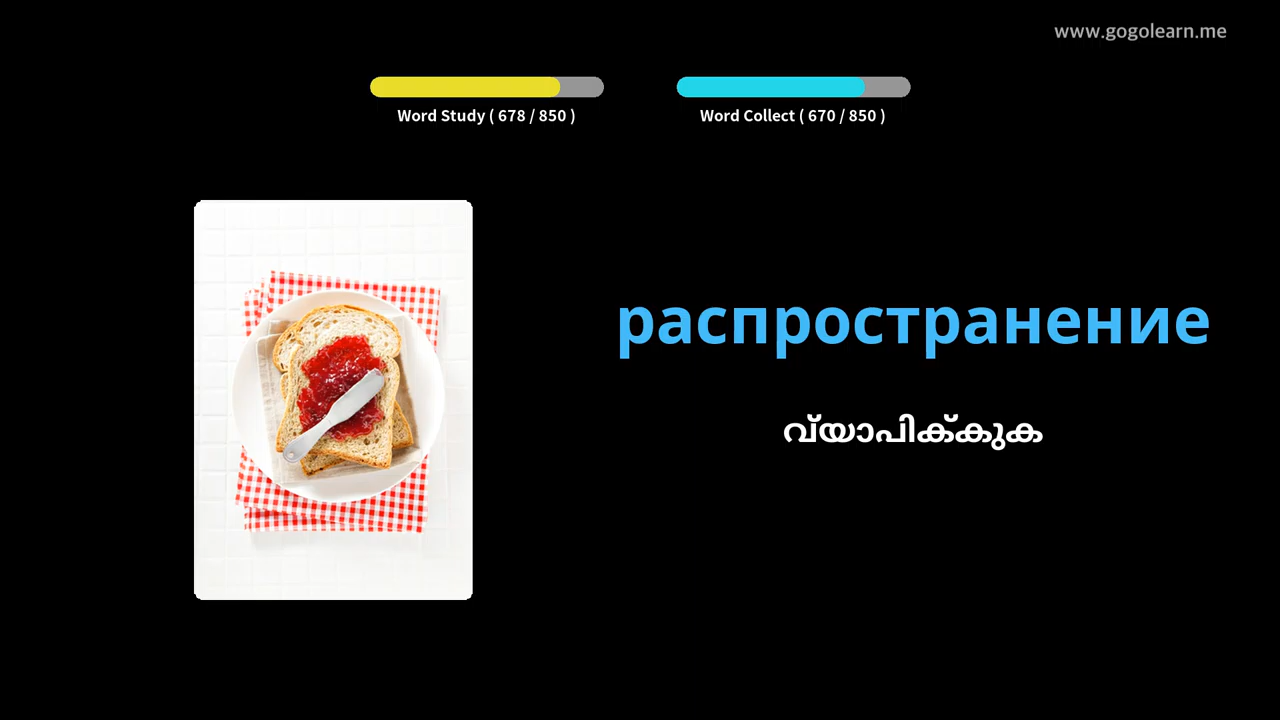 www.gogolearn.me
Word Study ( 678 / 850 )
Word Collect ( 670 / 850 )
распространение
വ്യാപിക്കുക